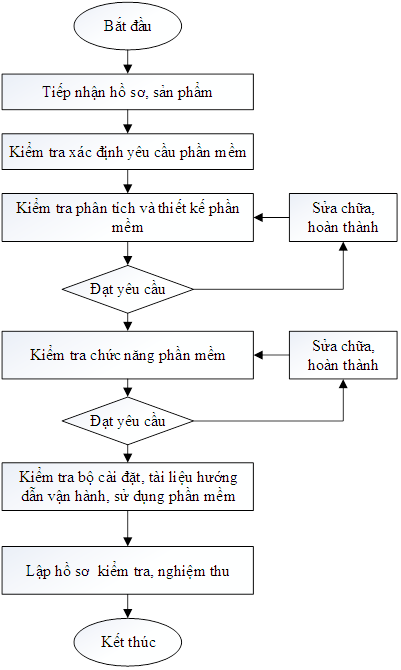 Bắt đầu
Tiếp nhận hồ sơ, sản phẩm
Kiểm tra xác định yêu cầu phần mềm
Kiểm tra phân tích và thiết kế phần
mềm
Sửa chữa,
hoàn thành
Đạt yêu cầu
Kiểm tra chức năng phần mềm
Sửa chữa,
hoàn thành
Đạt yêu cầu
Kiểm tra bộ cài đặt, tài liệu hướng
dẫn vận hành, sử dụng phần mềm
Lập hồ sơ kiểm tra, nghiệm thu
Kết thúc